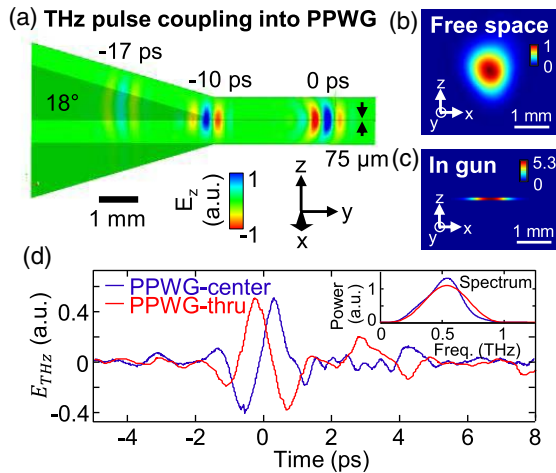 (a) THz pulse coupling into PPWG
-17 ps
-10 ps
0 ps
18°
75 µm
1 mm
E_z
(a.u.)
1
-1
z
y
x
(b)
Free space
1
0
z
y
x
1 mm
(c)
In gun
5.3
0
z
y
x
1 mm
(d)
PPWG-center
PPWG-thru
E_THz (a.u.)
0.4
0
-0.4
-4
-2
0
2
4
6
8
Time (ps)
Spectrum
Power
(a.u.)
1
0
0
0.5
1
Freq. (THz)